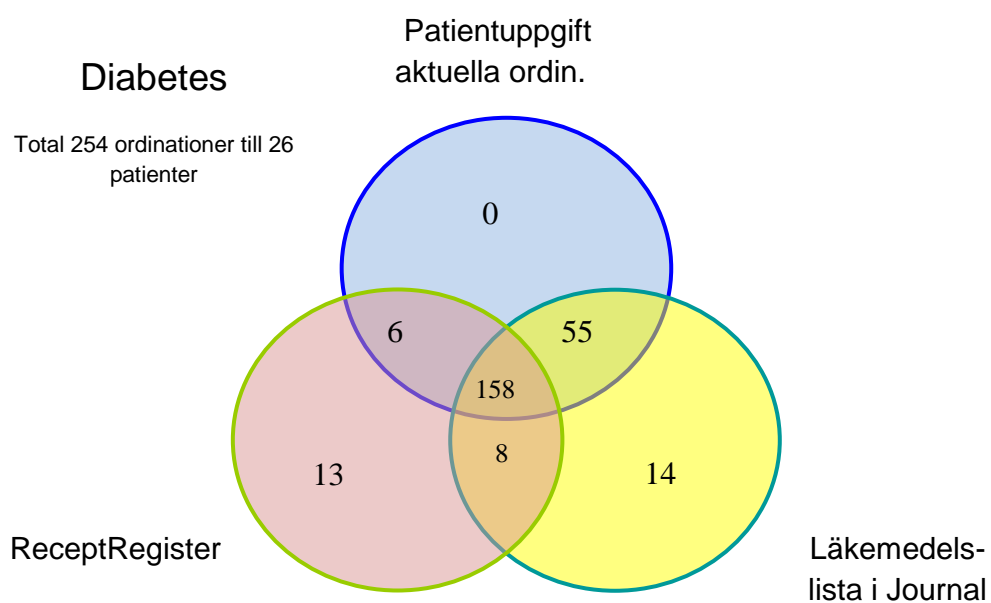 Patientuppgift
aktuella ordin.
Diabetes
Total 254 ordinationer till 26
patienter
0
6
55
158
8
13
14
ReceptRegister
Läkemedels-
lista i Journal